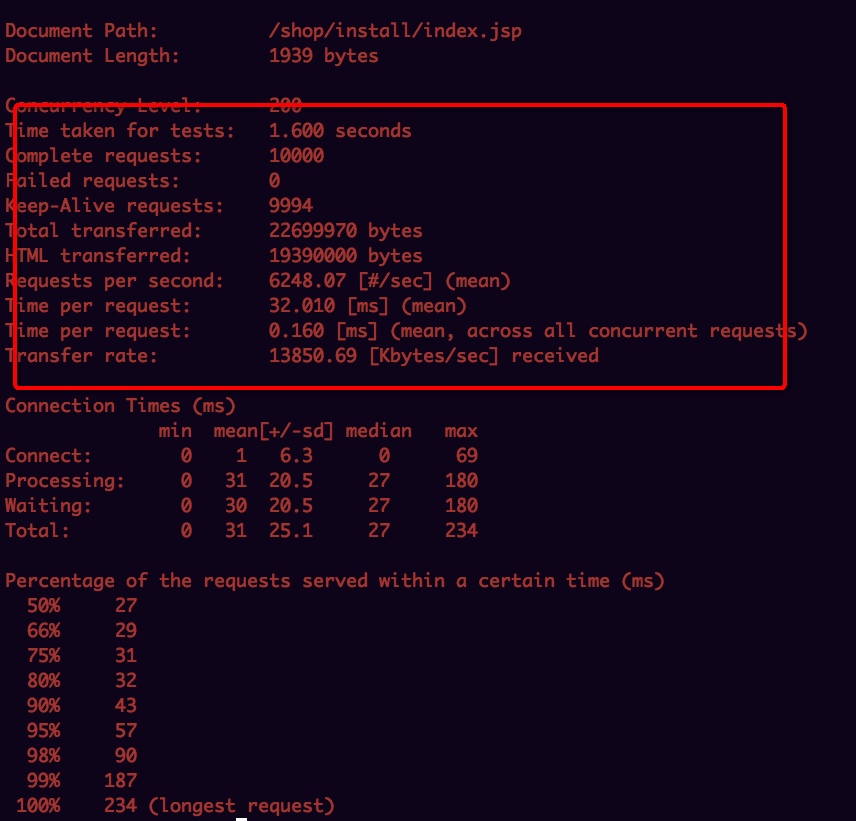 Document Path: /shop/install/index.jsp
Document Length: 1939 bytes
Concurrency Level: 200
Time taken for tests: 1.600 seconds
Complete requests: 10000
Failed requests: 0
Keep-Alive requests: 9994
Total transferred: 22699970 bytes
HTML transferred: 19390000 bytes
Requests per second: 6248.07 [#/sec] (mean)
Time per request: 32.010 [ms] (mean)
Time per request: 0.160 [ms] (mean, across all concurrent requests)
Transfer rate: 13850.69 [Kbytes/sec] received
Connection Times (ms)
min mean[+/-sd] median max
Connect: 0 1 6.3 0 69
Processing: 0 31 20.5 27 180
Waiting: 0 30 20.5 27 180
Total: 0 31 25.1 27 234
Percentage of the requests served within a certain time (ms)
50% 27
66% 29
75% 31
80% 32
90% 43
95% 57
98% 90
99% 187
100% 234 (longest request)